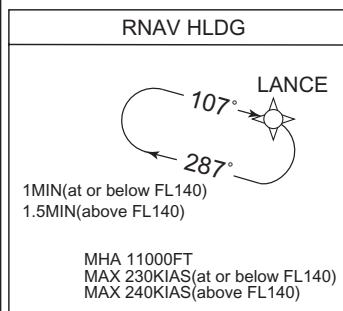 RNAV HLDG
LANCE
107°
287°
1MIN(at or below FL140)
1.5MIN(above FL140)
MHA 11000FT
MAX 230KIAS(at or below FL140)
MAX 240KIAS(above FL140)